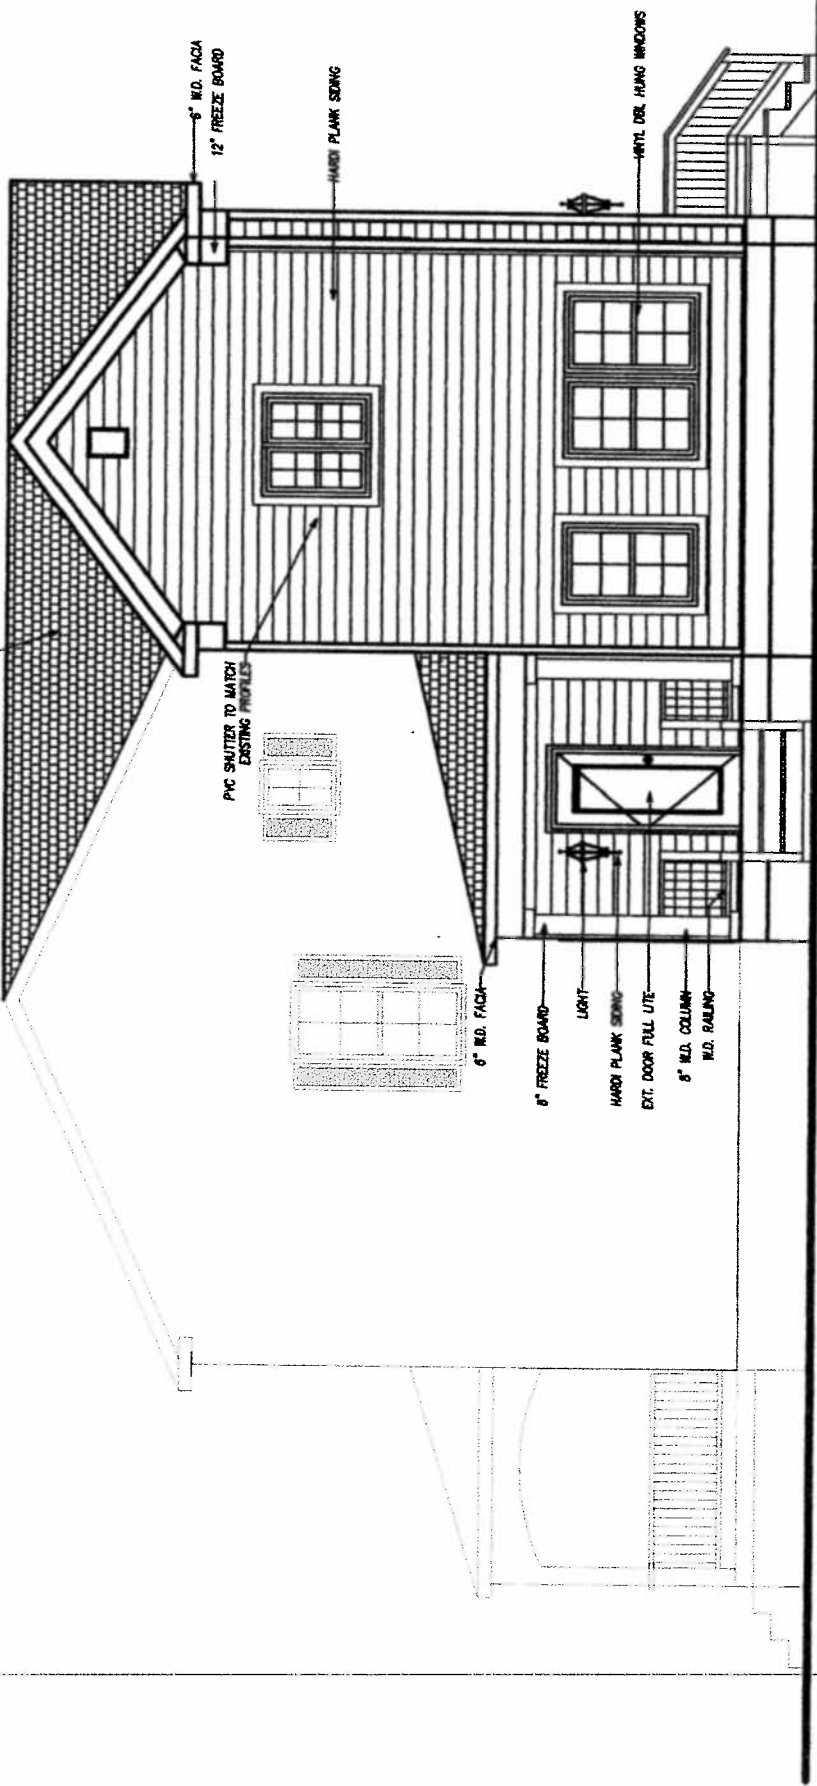 6" W.D. FACIA
12" FREEZE BOARD
HARDI PLANK SIDING
VINYL DBL HUNG WINDOWS
PVC SHUTTER TO MATCH
EXISTING PROFILES
6" W.D. FACIA
8" FREEZE BOARD
LIGHT
HARDI PLANK SIDING
EXT. DOOR FULL LITE
8" W.D. COLUMN
W.D. RAILING